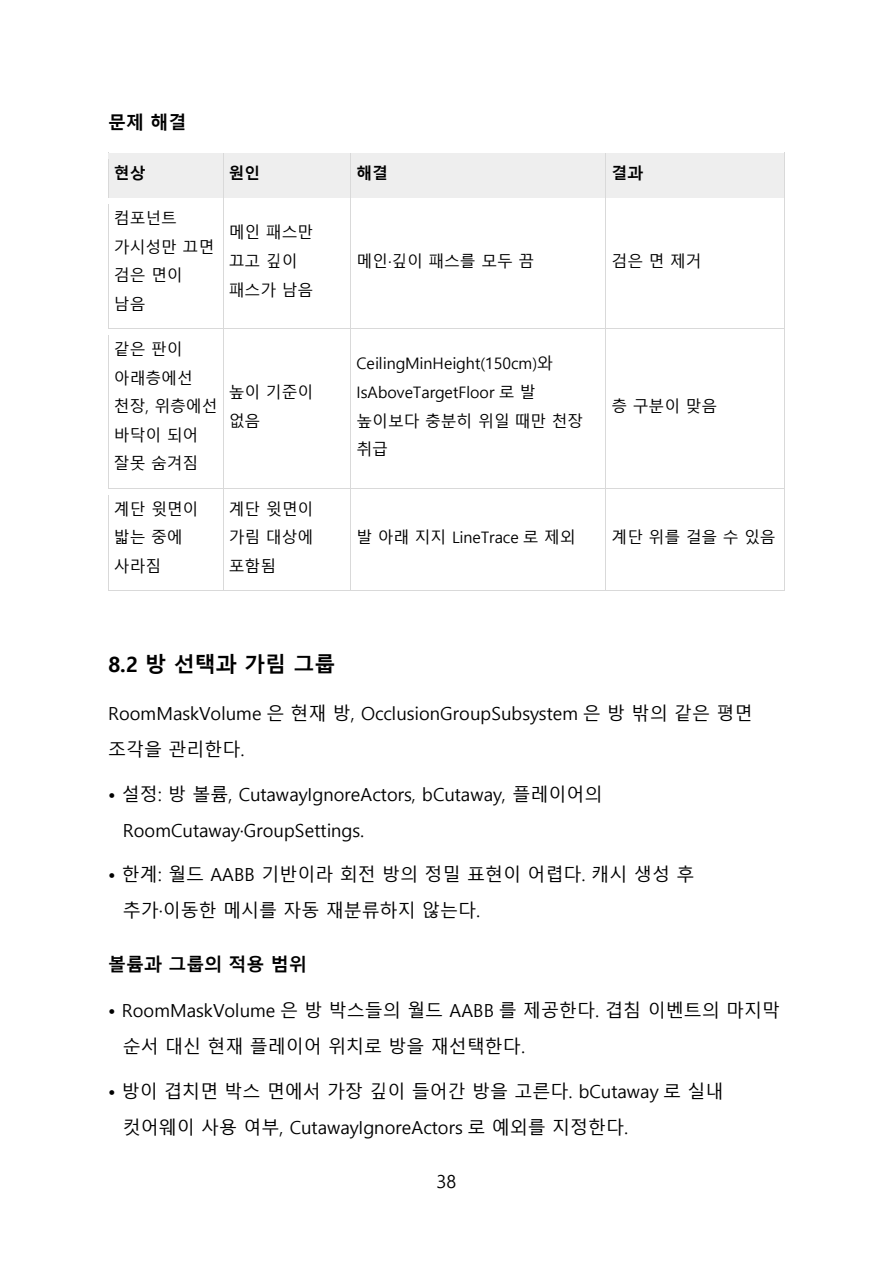 문제 해결
현상 원인 해결 결과
컴포넌트
가시성만 끄면
검은 면이
남음
메인 패스만
끄고 깊이
패스가 남음
메인·깊이 패스를 모두 끔
검은 면 제거
같은 판이
아래층에선
천장, 위층에선
바닥이 되어
잘못 숨겨짐
높이 기준이
없음
CeilingMinHeight(150cm)와
IsAboveTargetFloor 로 발
높이보다 충분히 위일 때만 천장
취급
층 구분이 맞음
계단 윗면이
밟는 중에
사라짐
계단 윗면이
가림 대상에
포함됨
발 아래 지지 LineTrace 로 제외
계단 위를 걸을 수 있음
8.2 방 선택과 가림 그룹
RoomMaskVolume 은 현재 방, OcclusionGroupSubsystem 은 방 밖의 같은 평면
조각을 관리한다.
• 설정: 방 볼륨, CutawayIgnoreActors, bCutaway, 플레이어의
RoomCutaway·GroupSettings.
• 한계: 월드 AABB 기반이라 회전 방의 정밀 표현이 어렵다. 캐시 생성 후
추가·이동한 메시를 자동 재분류하지 않는다.
볼륨과 그룹의 적용 범위
• RoomMaskVolume 은 방 박스들의 월드 AABB 를 제공한다. 겹침 이벤트의 마지막
순서 대신 현재 플레이어 위치로 방을 재선택한다.
• 방이 겹치면 박스 면에서 가장 깊이 들어간 방을 고른다. bCutaway 로 실내
컷어웨이 사용 여부, CutawayIgnoreActors 로 예외를 지정한다.
38